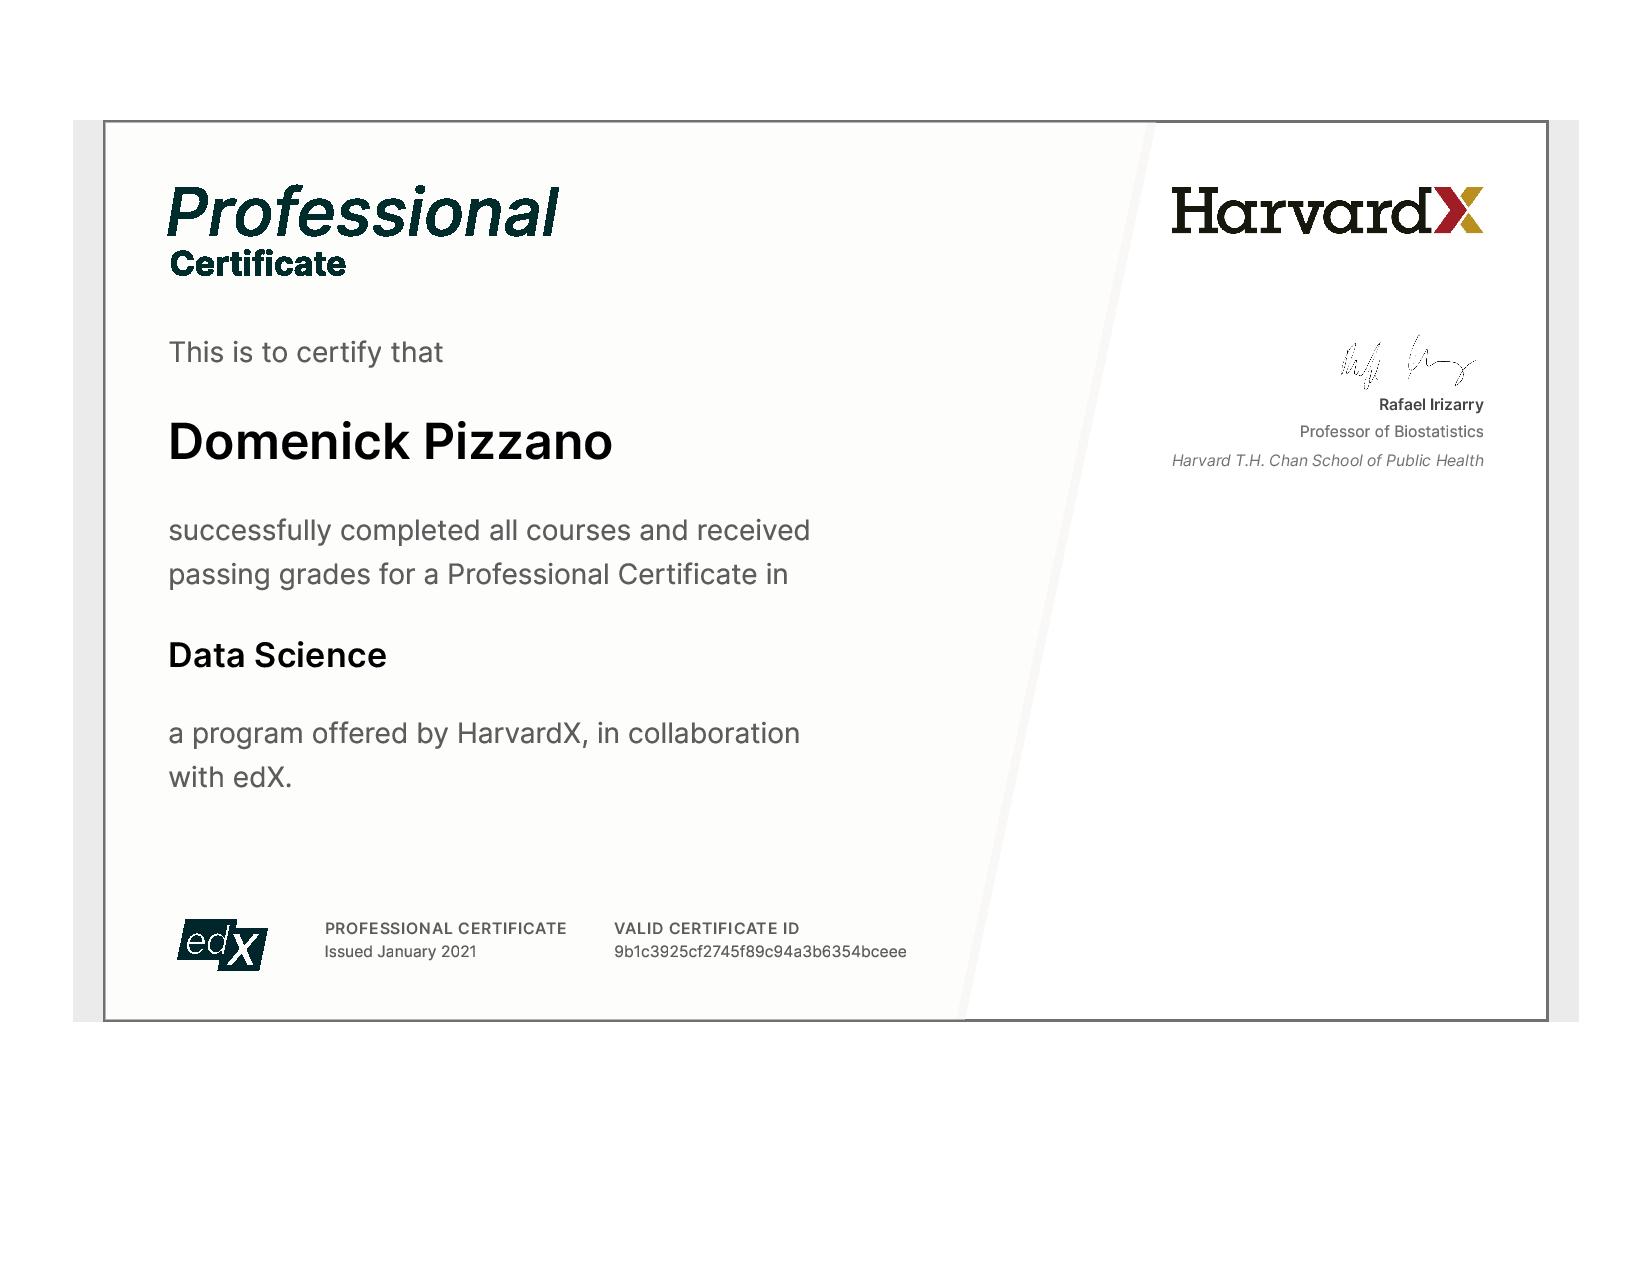 Professional
Certificate
HarvardX
This is to certify that
Domenick Pizzano
successfully completed all courses and received
passing grades for a Professional Certificate in
Data Science
a program offered by HarvardX, in collaboration
with edX.
Rafael Irizarry
Professor of Biostatistics
Harvard T.H. Chan School of Public Health
edX
PROFESSIONAL CERTIFICATE
Issued January 2021
VALID CERTIFICATE ID
9b1c3925cf2745f89c94a3b6354bceee